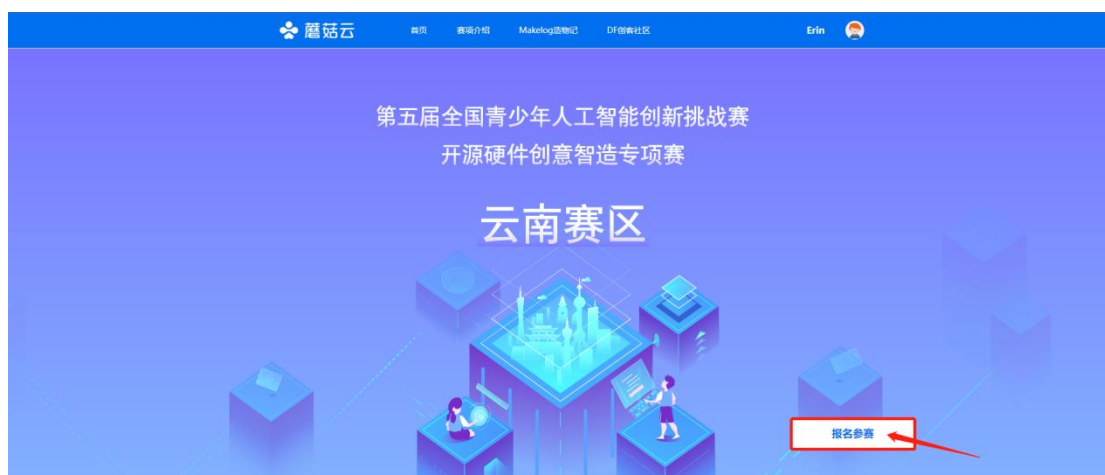 蘑菇云
首页 赛项介绍 Makelog造物记 DF创客社区 Erin
第五届全国青少年人工智能创新挑战赛
开源硬件创意智造专项赛
云南赛区
报名参赛